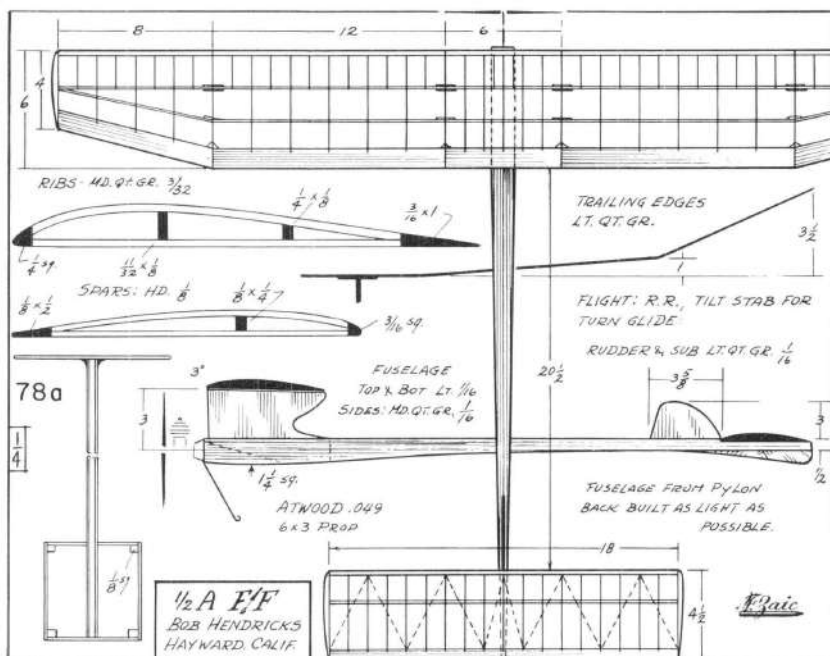 8 12 6
4
6
RIBS - MD. QT. GR. 3/32
1/4 x 1/8
3/16 x 1
1/4 sq.
11/32 x 1/8
SPARS: HD. 1/8
1/8 x 1/2
1/8 x 1/4
3/16 sq.
TRAILING EDGES
LT. QT. GR.
1
3 1/2
FLIGHT: R.R., TILT STAB FOR
TURN GLIDE
RUDDER & SUB LT. QT. GR. 1/16
20 1/2
3 5/8
78a
3°
3
1/4
FUSELAGE
TOP & BOT LT. 1/16
SIDES: MD. QT. GR. 1/16
3
1/2
1 1/4 sq.
ATWOOD .049
6 x 3 PROP
FUSELAGE FROM PYLON
BACK BUILT AS LIGHT AS
POSSIBLE.
1/8 sq
18
4 1/2
1/2 A F/F
BOB HENDRICKS
HAYWARD. CALIF.
F. Zaic